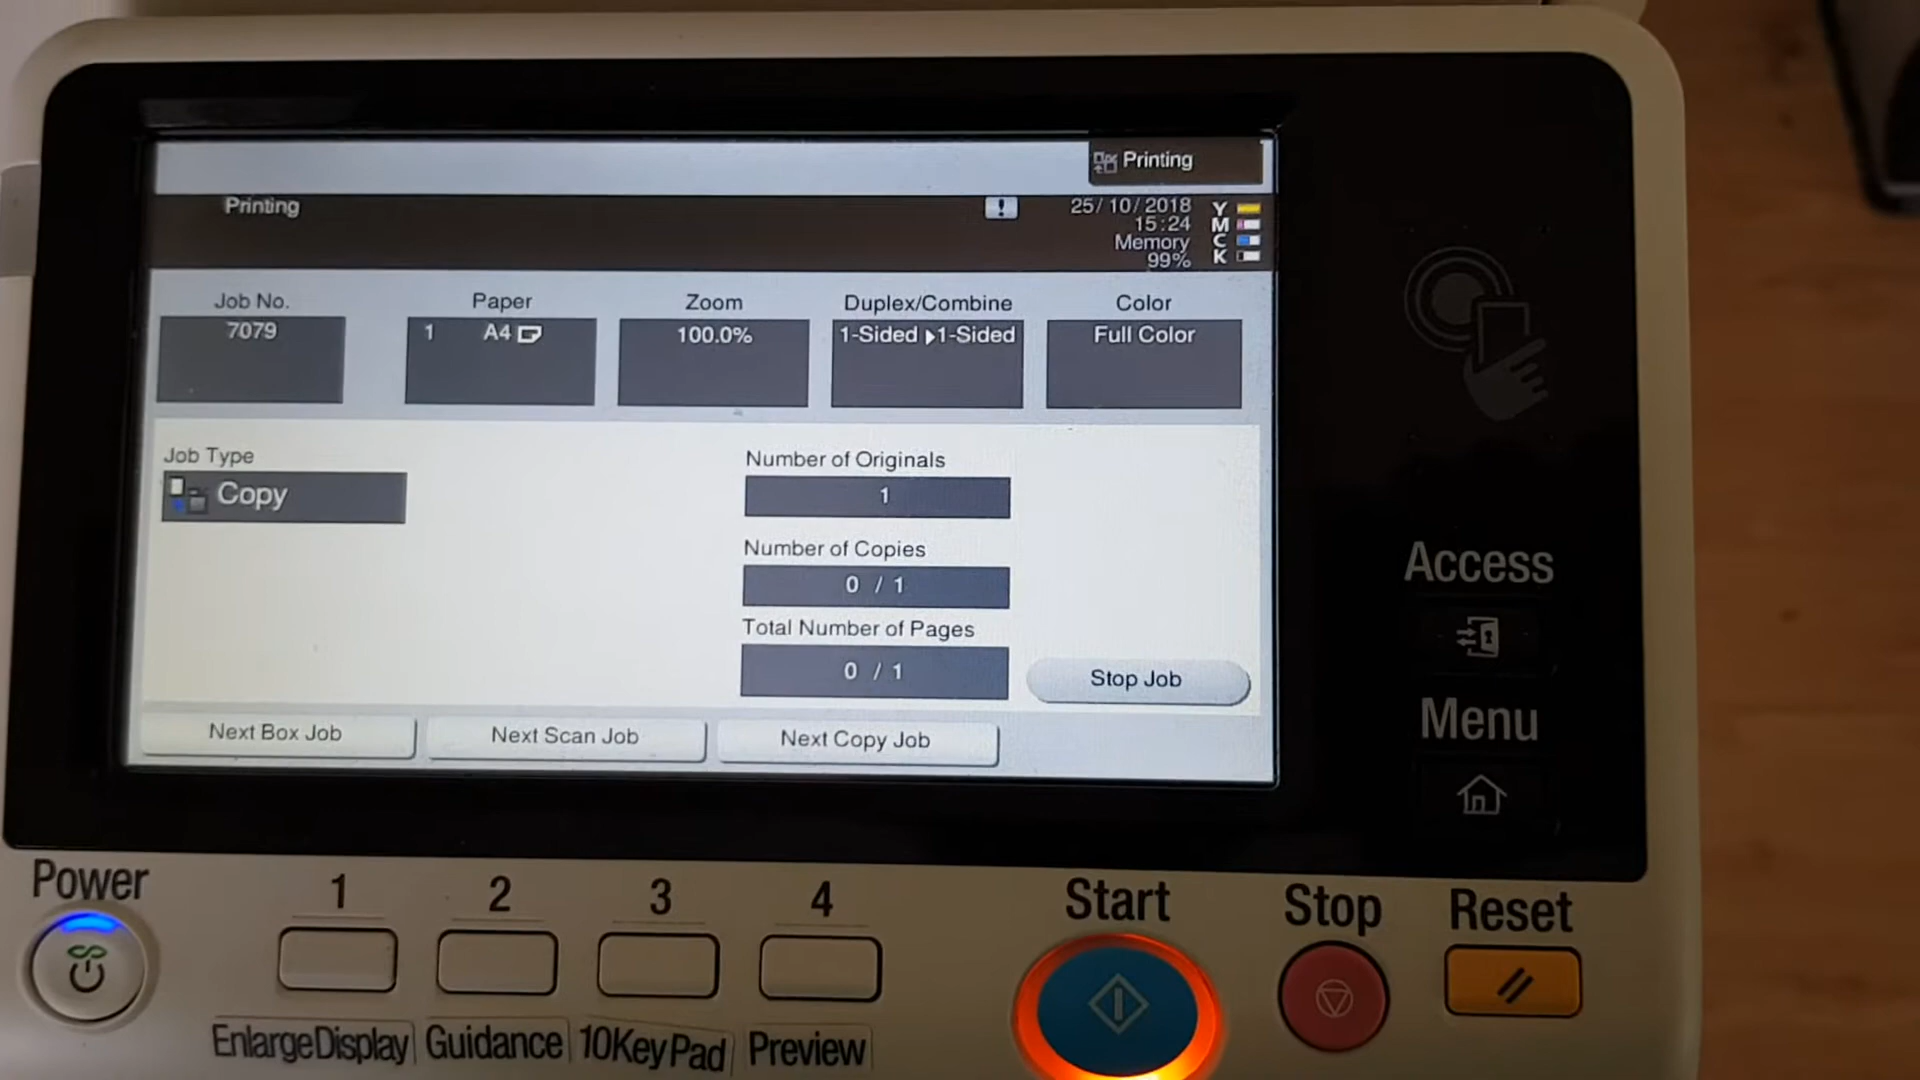 Printing
Printing
!
25/10/2018
15:24
Memory
99%
Y
M
C
K
Job No.
7079
Paper
1 A4
Zoom
100.0%
Duplex/Combine
1-Sided ▶1-Sided
Color
Full Color
Job Type
Copy
Number of Originals
1
Number of Copies
0 / 1
Total Number of Pages
0 / 1
Stop Job
Next Box Job
Next Scan Job
Next Copy Job
Access
Menu
Power
1
2
3
4
Start
Stop
Reset
EnlargeDisplay
Guidance
10KeyPad
Preview